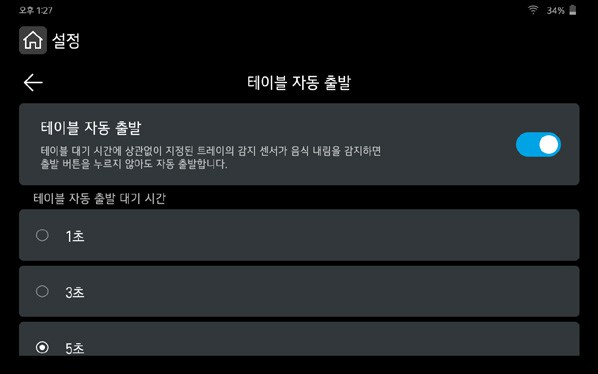 오후 1:27
34%
설정
테이블 자동 출발
테이블 자동 출발
테이블 대기 시간에 상관없이 지정된 트레이의 감지 센서가 음식 내림을 감지하면
출발 버튼을 누르지 않아도 자동 출발합니다.
테이블 자동 출발 대기 시간
1초
3초
5초